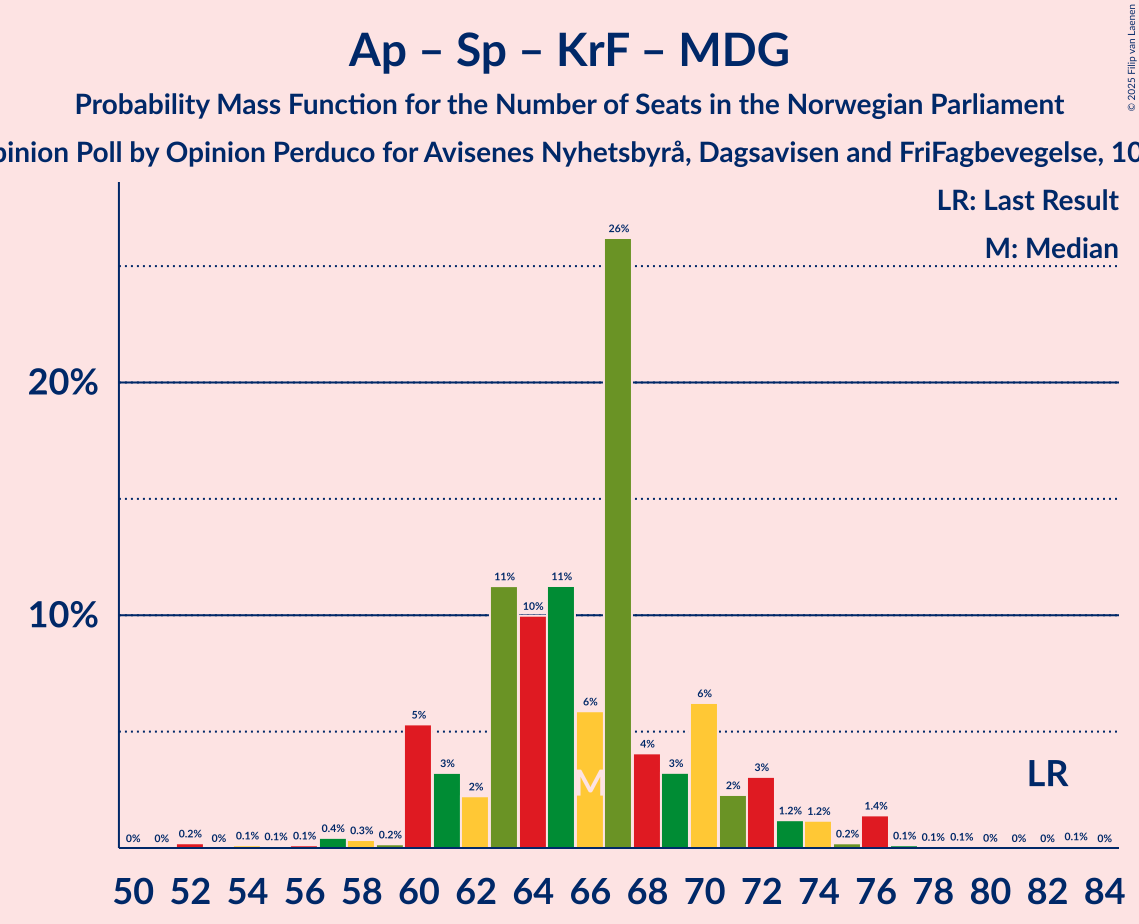 Ap – Sp – KrF – MDG
Probability Mass Function for the Number of Seats in the Norwegian Parliament
Opinion Poll by Opinion Perduco for Avisenes Nyhetsbyrå, Dagsavisen and FriFagbevegelse, 10
© 2025 Filip van Laenen
LR: Last Result
M: Median
20%
10%
0% 0% 0.2% 0% 0.1% 0.1% 0.1% 0.4% 0.3% 0.2% 5% 3% 2% 11% 10% 11% 6% 26% 4% 3% 6% 2% 3% 1.2% 1.2% 0.2% 1.4% 0.1% 0.1% 0.1% 0% 0% 0% 0.1% 0%
M
LR
50 52 54 56 58 60 62 64 66 68 70 72 74 76 78 80 82 84